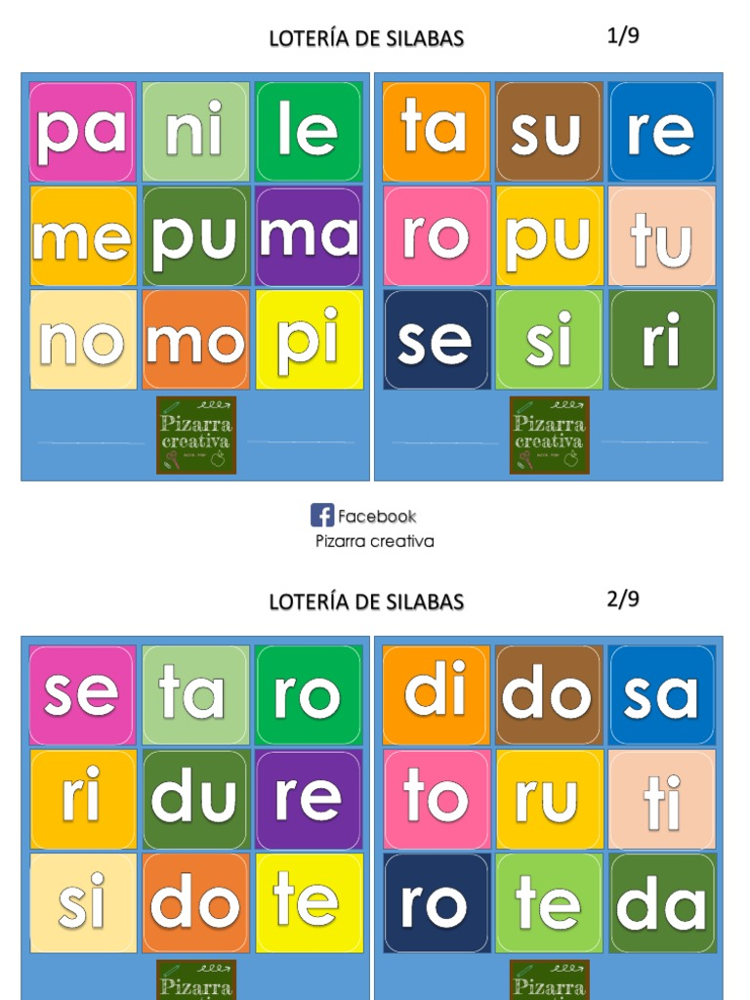 LOTERÍA DE SILABAS 1/9
pa ni le
me pu ma
no mo pi
Pizarra
creativa
ta su re
ro pu tu
se si ri
Pizarra
creativa
Facebook
Pizarra creativa
LOTERÍA DE SILABAS 2/9
se ta ro
ri du re
si do te
Pizarra
di do sa
to ru ti
ro te da
Pizarra